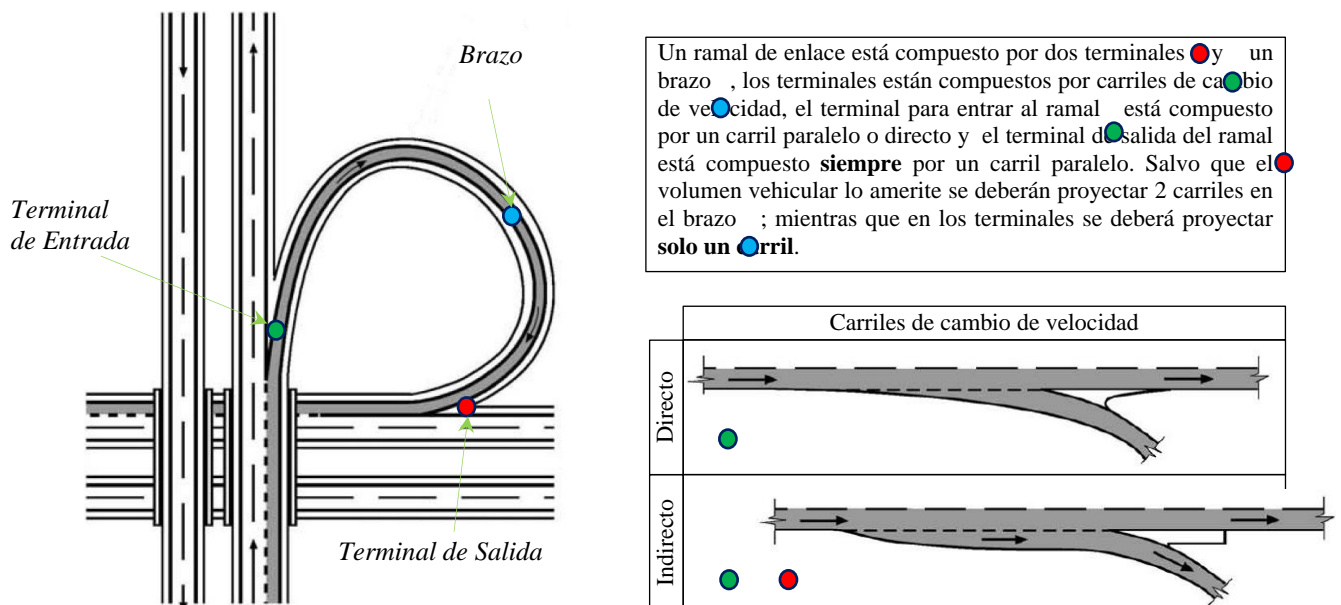 Brazo
Terminal
de Entrada
Terminal de Salida
Un ramal de enlace está compuesto por dos terminales y un
brazo , los terminales están compuestos por carriles de cambio
de velocidad, el terminal para entrar al ramal está compuesto
por un carril paralelo o directo y el terminal de salida del ramal
está compuesto siempre por un carril paralelo. Salvo que el
volumen vehicular lo amerite se deberán proyectar 2 carriles en
el brazo ; mientras que en los terminales se deberá proyectar
solo un carril.
Carriles de cambio de velocidad
Directo
Indirecto